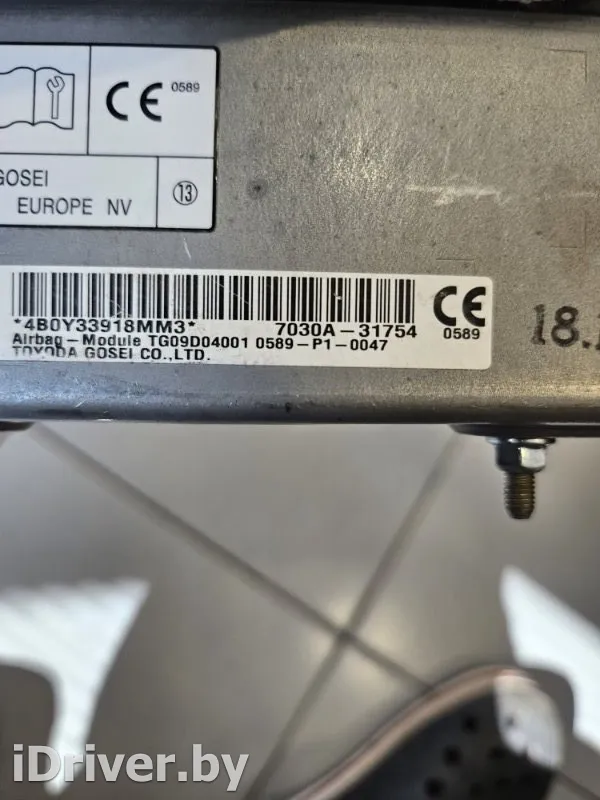 CE 0589
GOSEI
EUROPE NV
⑬
*4B0Y33918MM3* 7030A-31754
Airbag-Module TG09D04001 0589-P1-0047
TOYODA GOSEI CO.,LTD.
CE
0589
18.
iDriver.by